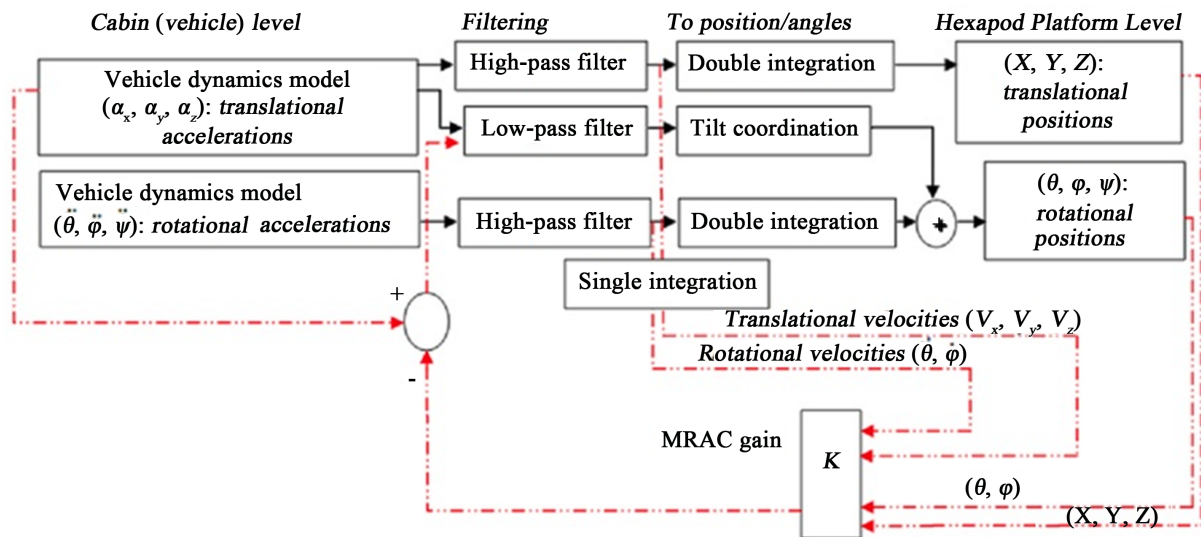 Cabin (vehicle) level
Filtering
To position/angles
Hexapod Platform Level
Vehicle dynamics model
(αx, αy, αz): translational
accelerations
High-pass filter
Double integration
(X, Y, Z):
translational
positions
Low-pass filter
Tilt coordination
Vehicle dynamics model
(θ̈, φ̈, ψ̈): rotational accelerations
High-pass filter
Double integration
+
(θ, φ, ψ):
rotational
positions
Single integration
+
-
Translational velocities (Vx, Vy, Vz)
Rotational velocities (θ̇, φ̇)
MRAC gain
K
(θ, φ)
(X, Y, Z)